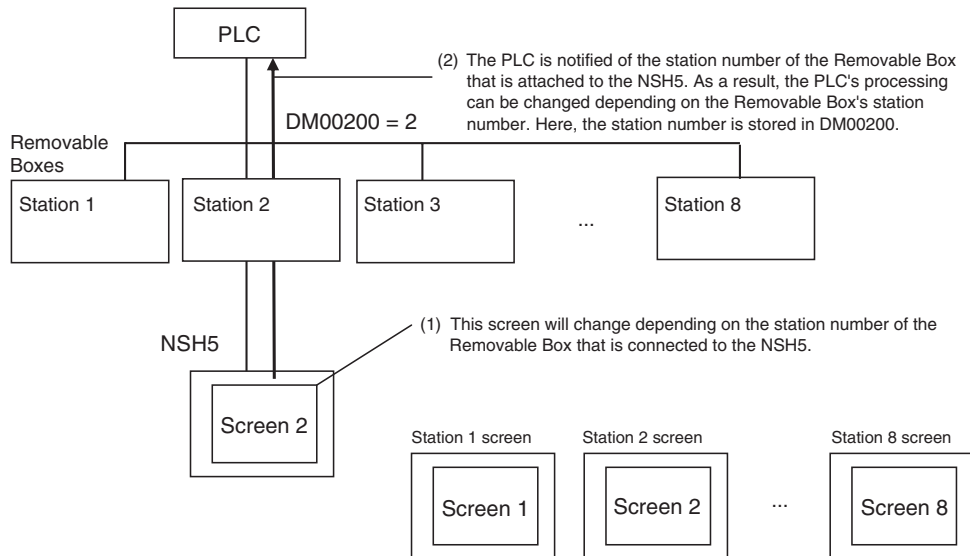 PLC
(2) The PLC is notified of the station number of the Removable Box
that is attached to the NSH5. As a result, the PLC's processing
can be changed depending on the Removable Box's station
number. Here, the station number is stored in DM00200.
DM00200 = 2
Removable
Boxes
Station 1
Station 2
Station 3
...
Station 8
(1) This screen will change depending on the station number of the
Removable Box that is connected to the NSH5.
NSH5
Screen 2
Station 1 screen
Station 2 screen
Station 8 screen
Screen 1
Screen 2
...
Screen 8